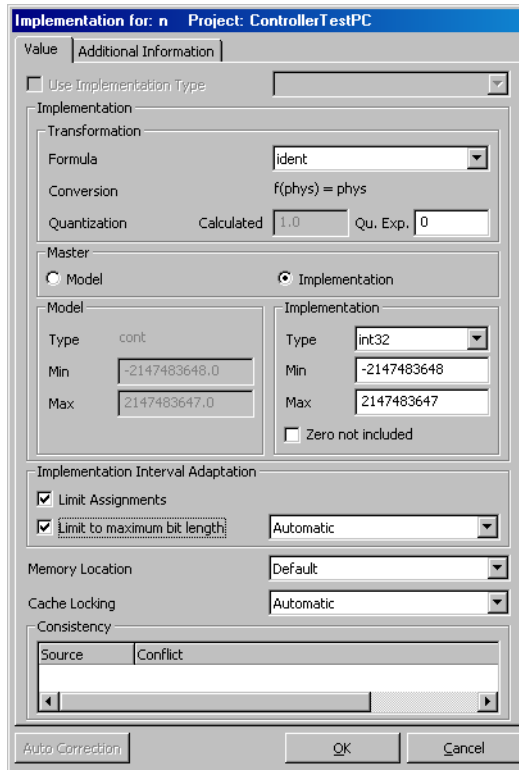 Implementation for: n Project: ControllerTestPC
Value Additional Information
Use Implementation Type
Implementation
Transformation
Formula ident
Conversion f(phys) = phys
Quantization Calculated 1.0 Qu. Exp. 0
Master
Model Implementation
Model Implementation
Type cont Type int32
Min -2147483648.0 Min -2147483648
Max 2147483647.0 Max 2147483647
Zero not included
Implementation Interval Adaptation
Limit Assignments
Limit to maximum bit length Automatic
Memory Location Default
Cache Locking Automatic
Consistency
Source Conflict
Auto Correction OK Cancel